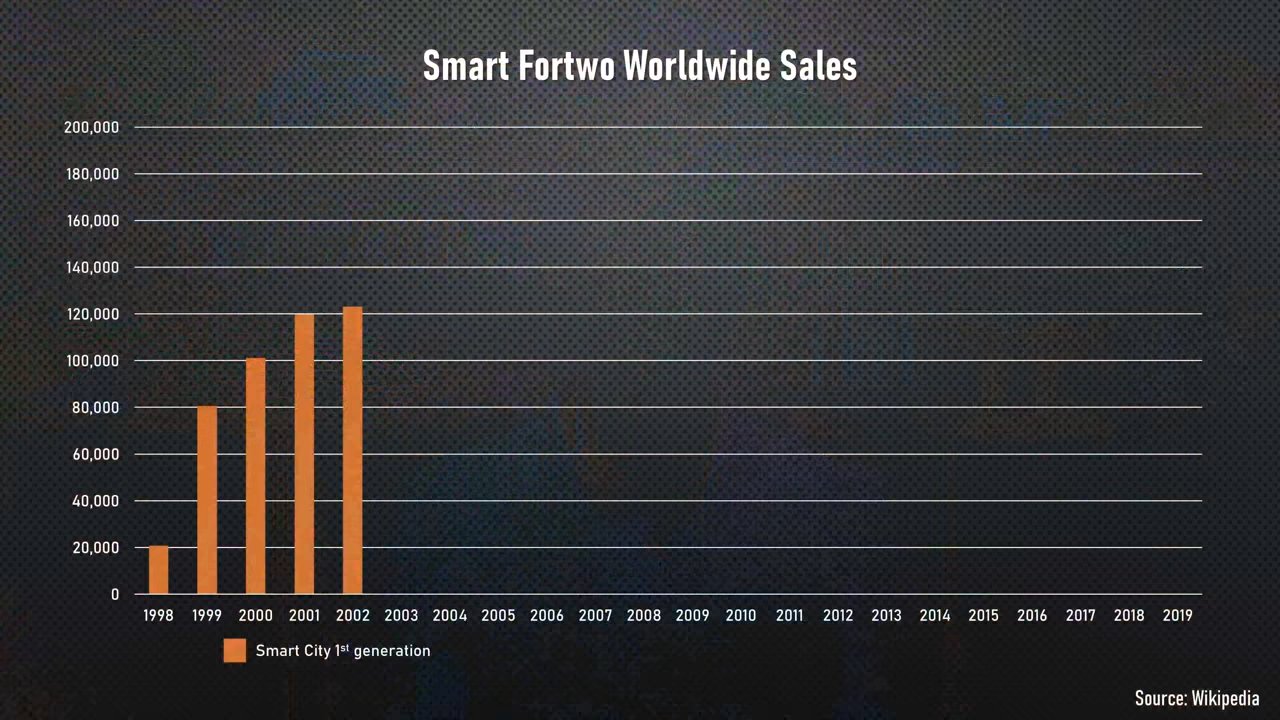 Smart Fortwo Worldwide Sales
200,000
180,000
160,000
140,000
120,000
100,000
80,000
60,000
40,000
20,000
0
1998 1999 2000 2001 2002 2003 2004 2005 2006 2007 2008 2009 2010 2011 2012 2013 2014 2015 2016 2017 2018 2019
Smart City 1st generation
Source: Wikipedia